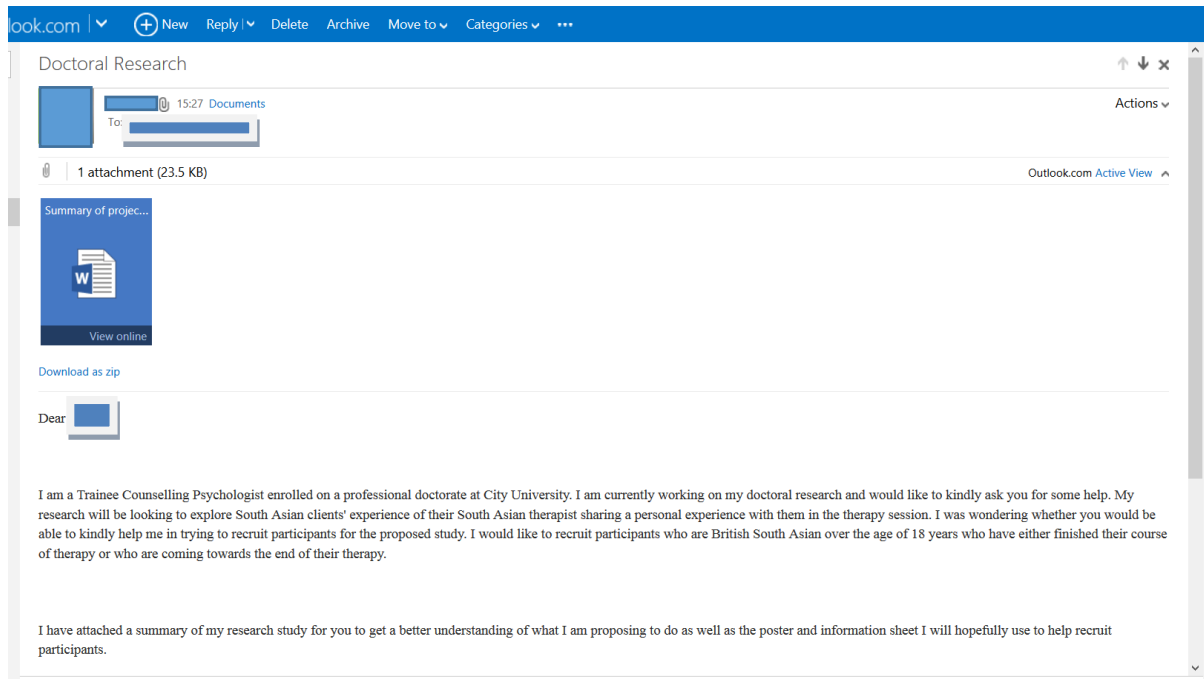 look.com New Reply Delete Archive Move to Categories •••
Doctoral Research
15:27 Documents
Actions
To:
1 attachment (23.5 KB)
Outlook.com Active View
Summary of projec...
W
View online
Download as zip
Dear
I am a Trainee Counselling Psychologist enrolled on a professional doctorate at City University. I am currently working on my doctoral research and would like to kindly ask you for some help. My
research will be looking to explore South Asian clients' experience of their South Asian therapist sharing a personal experience with them in the therapy session. I was wondering whether you would be
able to kindly help me in trying to recruit participants for the proposed study. I would like to recruit participants who are British South Asian over the age of 18 years who have either finished their course
of therapy or who are coming towards the end of their therapy.
I have attached a summary of my research study for you to get a better understanding of what I am proposing to do as well as the poster and information sheet I will hopefully use to help recruit
participants.